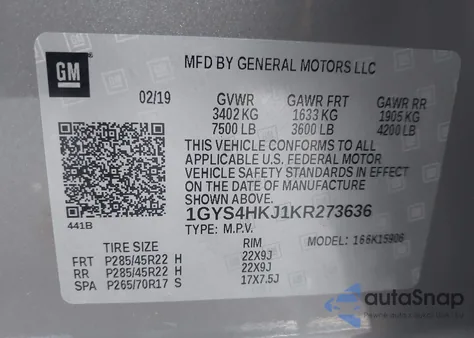 GM
MFD BY GENERAL MOTORS LLC
02/19 GVWR GAWR FRT GAWR RR
3402 KG 1633 KG 1905 KG
7500 LB 3600 LB 4200 LB
THIS VEHICLE CONFORMS TO ALL
APPLICABLE U.S. FEDERAL MOTOR
VEHICLE SAFETY STANDARDS IN EFFECT
ON THE DATE OF MANUFACTURE
SHOWN ABOVE.
1GYS4HKJ1KR273636
441B
TYPE: M.P.V. MODEL: 166K15906
TIRE SIZE RIM
FRT P285/45R22 H 22X9J
RR P285/45R22 H 22X9J
SPA P265/70R17 S 17X7.5J
autaSnap